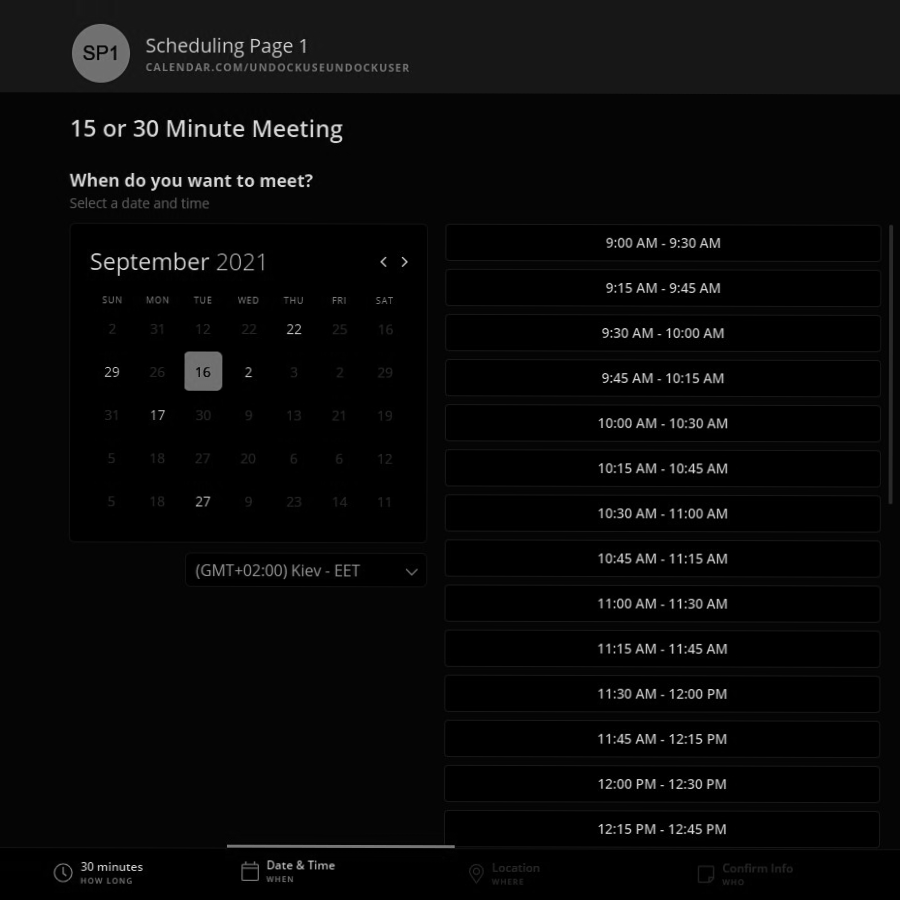 SP1
Scheduling Page 1
CALENDAR.COM/UNDOCKUSEUNDOCKUSER
15 or 30 Minute Meeting
When do you want to meet?
Select a date and time
September 2021
SUN MON TUE WED THU FRI SAT
2 31 12 22 22 25 16
29 26 16 2 3 2 29
31 17 30 9 13 21 19
5 18 27 20 6 6 12
5 18 27 9 23 14 11
(GMT+02:00) Kiev - EET
9:00 AM - 9:30 AM
9:15 AM - 9:45 AM
9:30 AM - 10:00 AM
9:45 AM - 10:15 AM
10:00 AM - 10:30 AM
10:15 AM - 10:45 AM
10:30 AM - 11:00 AM
10:45 AM - 11:15 AM
11:00 AM - 11:30 AM
11:15 AM - 11:45 AM
11:30 AM - 12:00 PM
11:45 AM - 12:15 PM
12:00 PM - 12:30 PM
12:15 PM - 12:45 PM
30 minutes
HOW LONG
Date & Time
WHEN
Location
WHERE
Confirm Info
WHO